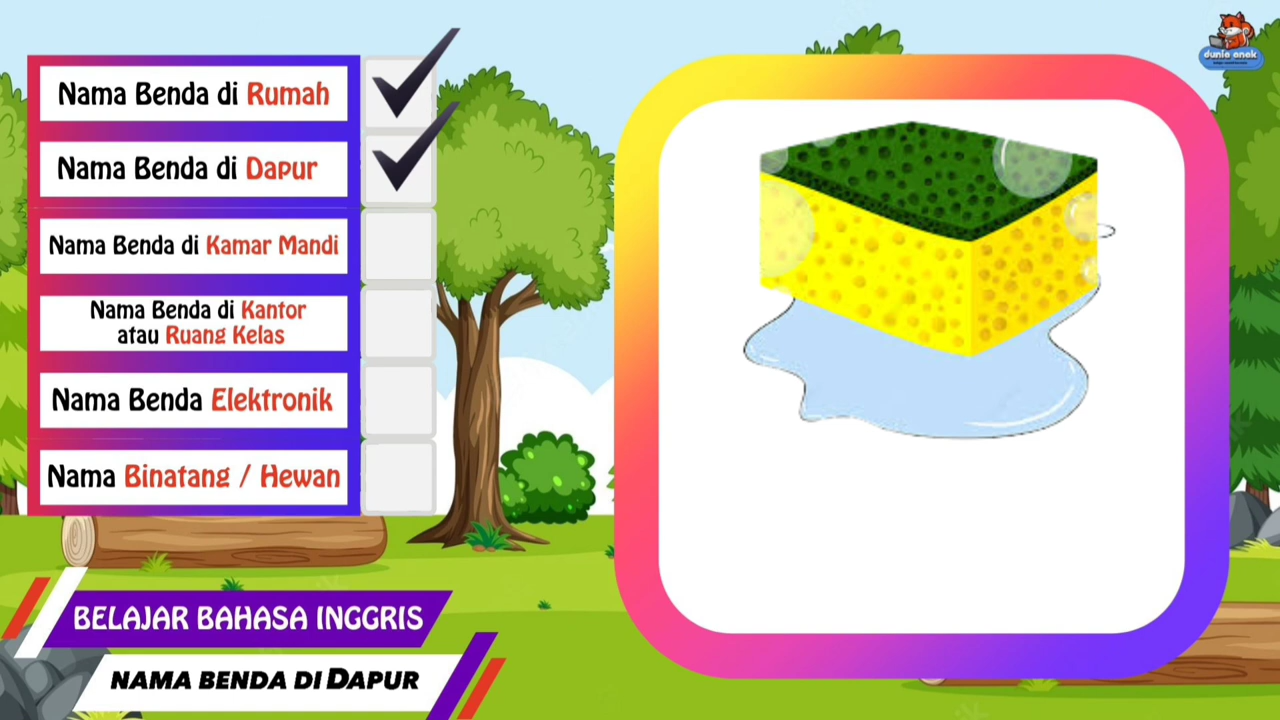 Nama Benda di Rumah
Nama Benda di Dapur
Nama Benda di Kamar Mandi
Nama Benda di Kantor
atau Ruang Kelas
Nama Benda Elektronik
Nama Binatang / Hewan
BELAJAR BAHASA INGGRIS
NAMA BENDA DI DAPUR
dunia anak